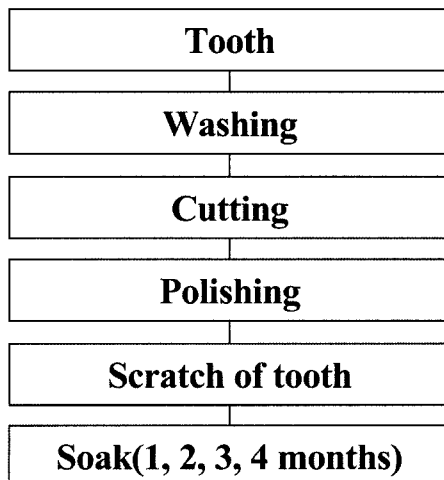 Tooth
Washing
Cutting
Polishing
Scratch of tooth
Soak(1, 2, 3, 4 months)